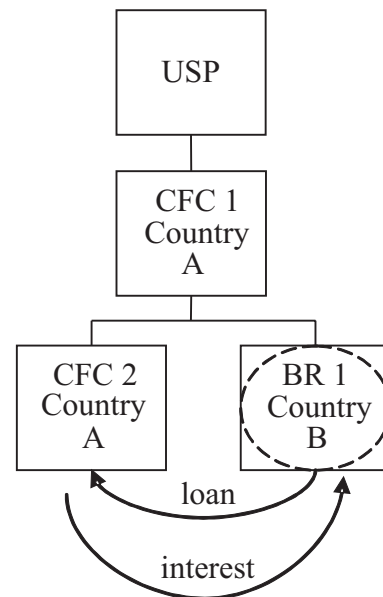 USP
CFC 1
Country
A
CFC 2
Country
A
BR 1
Country
B
loan
interest